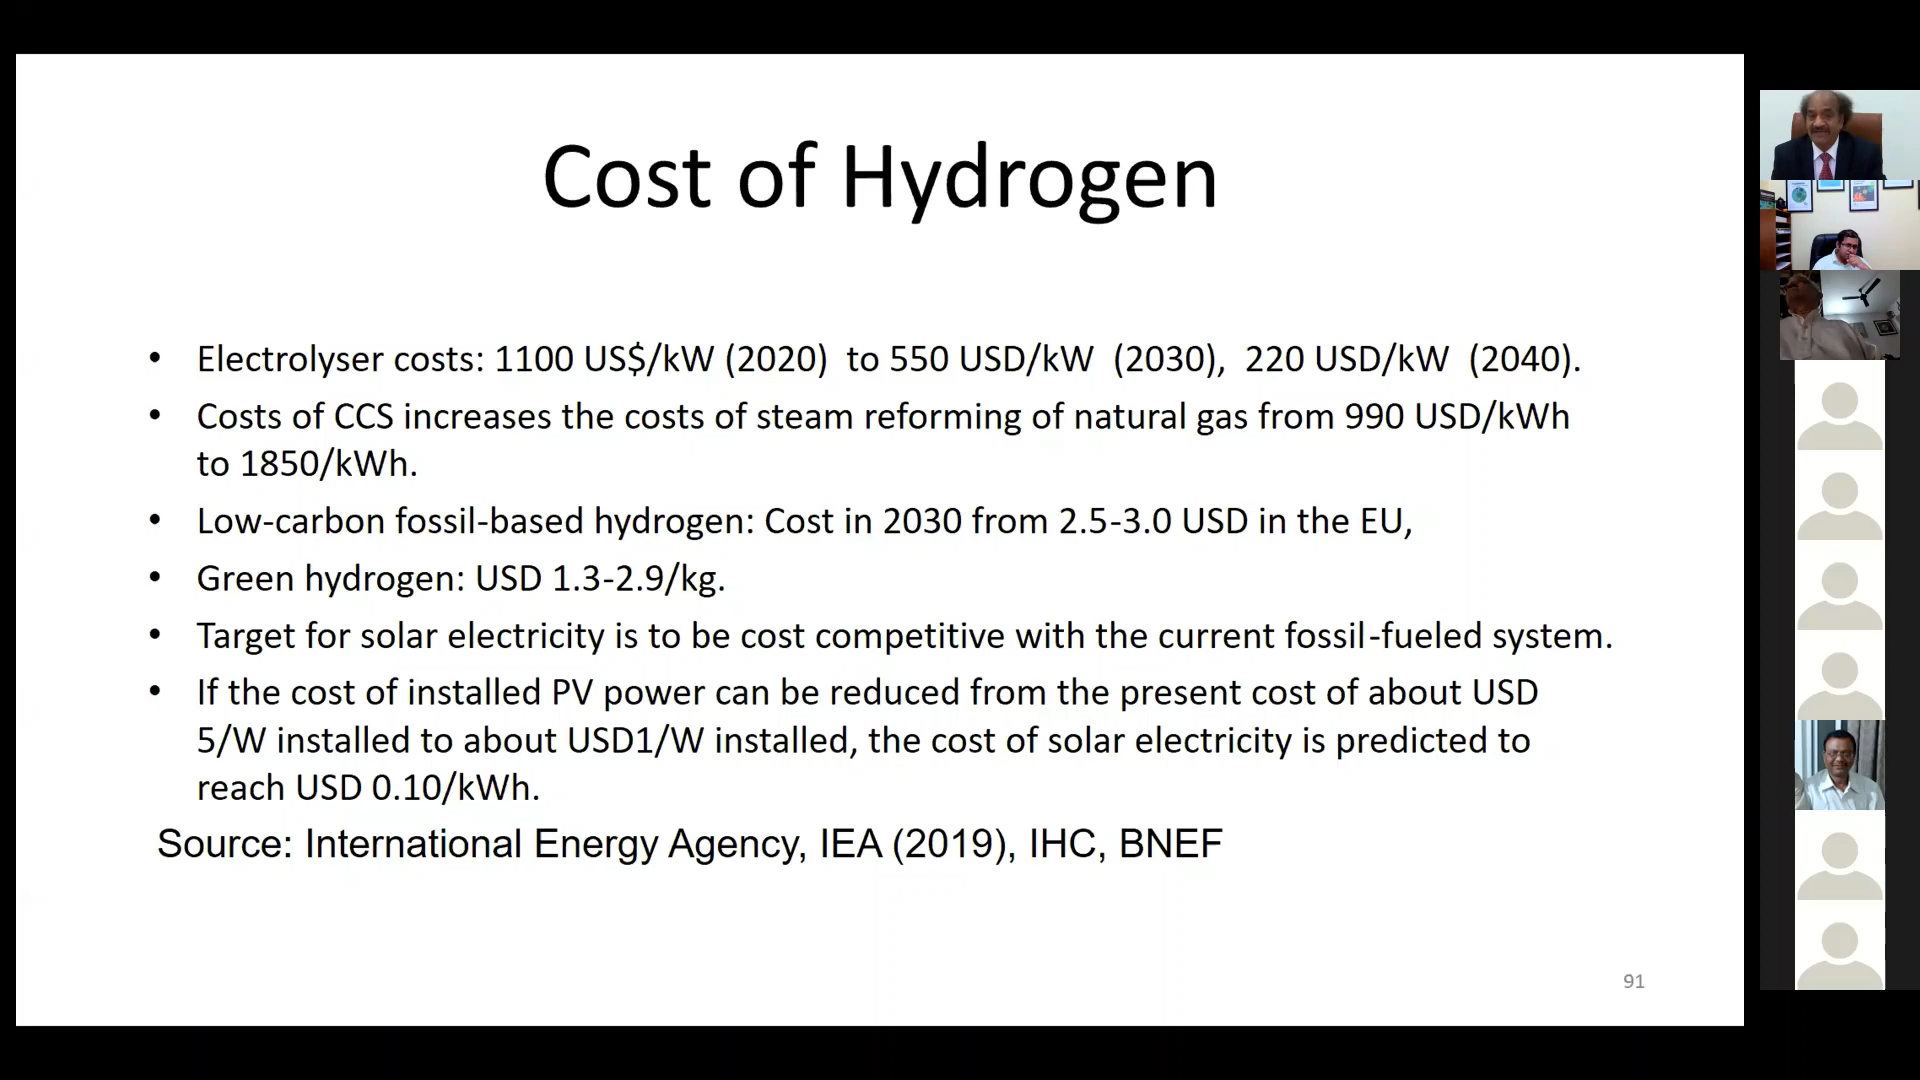 Cost of Hydrogen
• Electrolyser costs: 1100 US$/kW (2020)  to 550 USD/kW  (2030),  220 USD/kW  (2040).
• Costs of CCS increases the costs of steam reforming of natural gas from 990 USD/kWh
to 1850/kWh.
• Low-carbon fossil-based hydrogen: Cost in 2030 from 2.5-3.0 USD in the EU,
• Green hydrogen: USD 1.3-2.9/kg.
• Target for solar electricity is to be cost competitive with the current fossil-fueled system.
• If the cost of installed PV power can be reduced from the present cost of about USD
5/W installed to about USD1/W installed, the cost of solar electricity is predicted to
reach USD 0.10/kWh.
Source: International Energy Agency, IEA (2019), IHC, BNEF
91